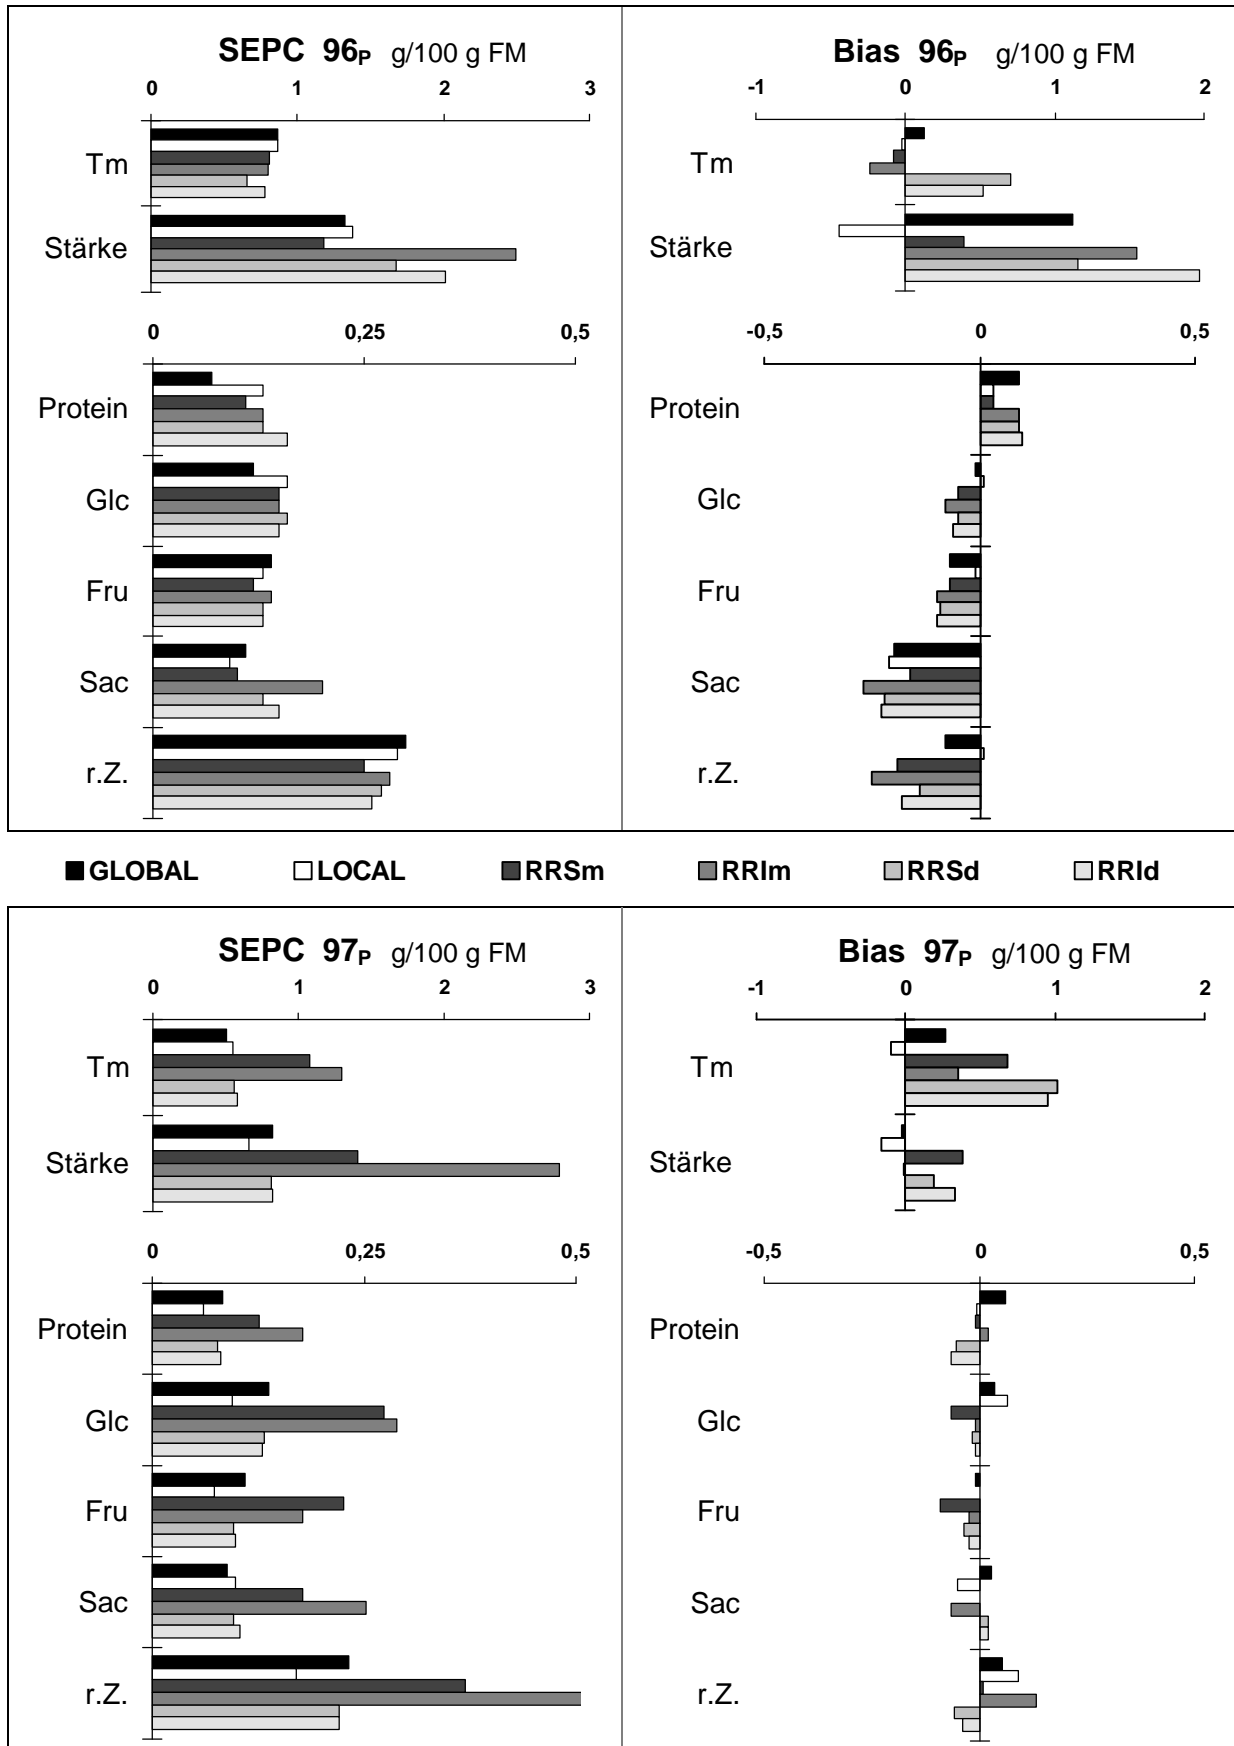 SEPC 96P g/100 g FM
0 1 2 3
Tm
Stärke
0 0,25 0,5
Protein
Glc
Fru
Sac
r.Z.
Bias 96P g/100 g FM
-1 0 1 2
Tm
Stärke
-0,5 0 0,5
Protein
Glc
Fru
Sac
r.Z.
GLOBAL LOCAL RRSm RRIm RRSd RRId
SEPC 97P g/100 g FM
0 1 2 3
Tm
Stärke
0 0,25 0,5
Protein
Glc
Fru
Sac
r.Z.
Bias 97P g/100 g FM
-1 0 1 2
Tm
Stärke
-0,5 0 0,5
Protein
Glc
Fru
Sac
r.Z.